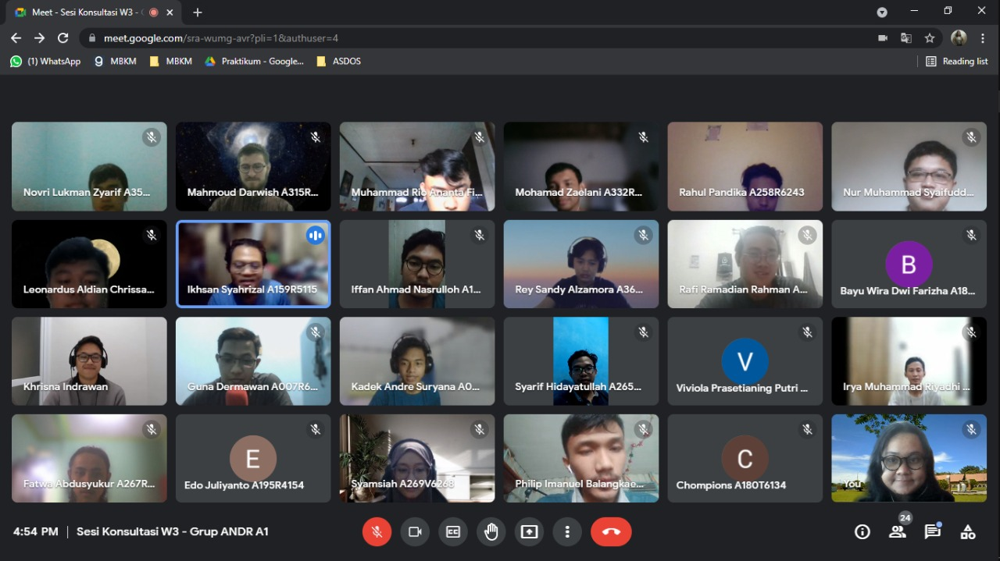 Meet - Sesi Konsultasi W3 -
meet.google.com/sra-wumg-avr?pli=1&authuser=4
(1) WhatsApp MBKM MBKM Praktikum - Google... ASDOS Reading list
Novri Lukman Zyarif A35...
Mahmoud Darwish A315R...
Muhammad Rio Ananta Fi...
Mohamad Zaelani A332R...
Rahul Pandika A258R6243
Nur Muhammad Syaifudd...
Leonardus Aldian Chrissa...
Ikhsan Syahrizal A159R5115
Iffan Ahmad Nasrulloh A1...
Rey Sandy Alzamora A36...
Rafi Ramadian Rahman A...
B
Bayu Wira Dwi Farizha A18...
Khrisna Indrawan
Guna Dermawan A007R6...
Kadek Andre Suryana A0...
Syarif Hidayatullah A265...
V
Viviola Prasetianing Putri ...
Irya Muhammad Riyadhi ...
Fatwa Abdusyukur A267R...
E
Edo Juliyanto A195R4154
Syamsiah A269V6268
Philip Imanuel Balangkae...
C
Chompions A180T6134
You
4:54 PM | Sesi Konsultasi W3 - Grup ANDR A1
CC
24